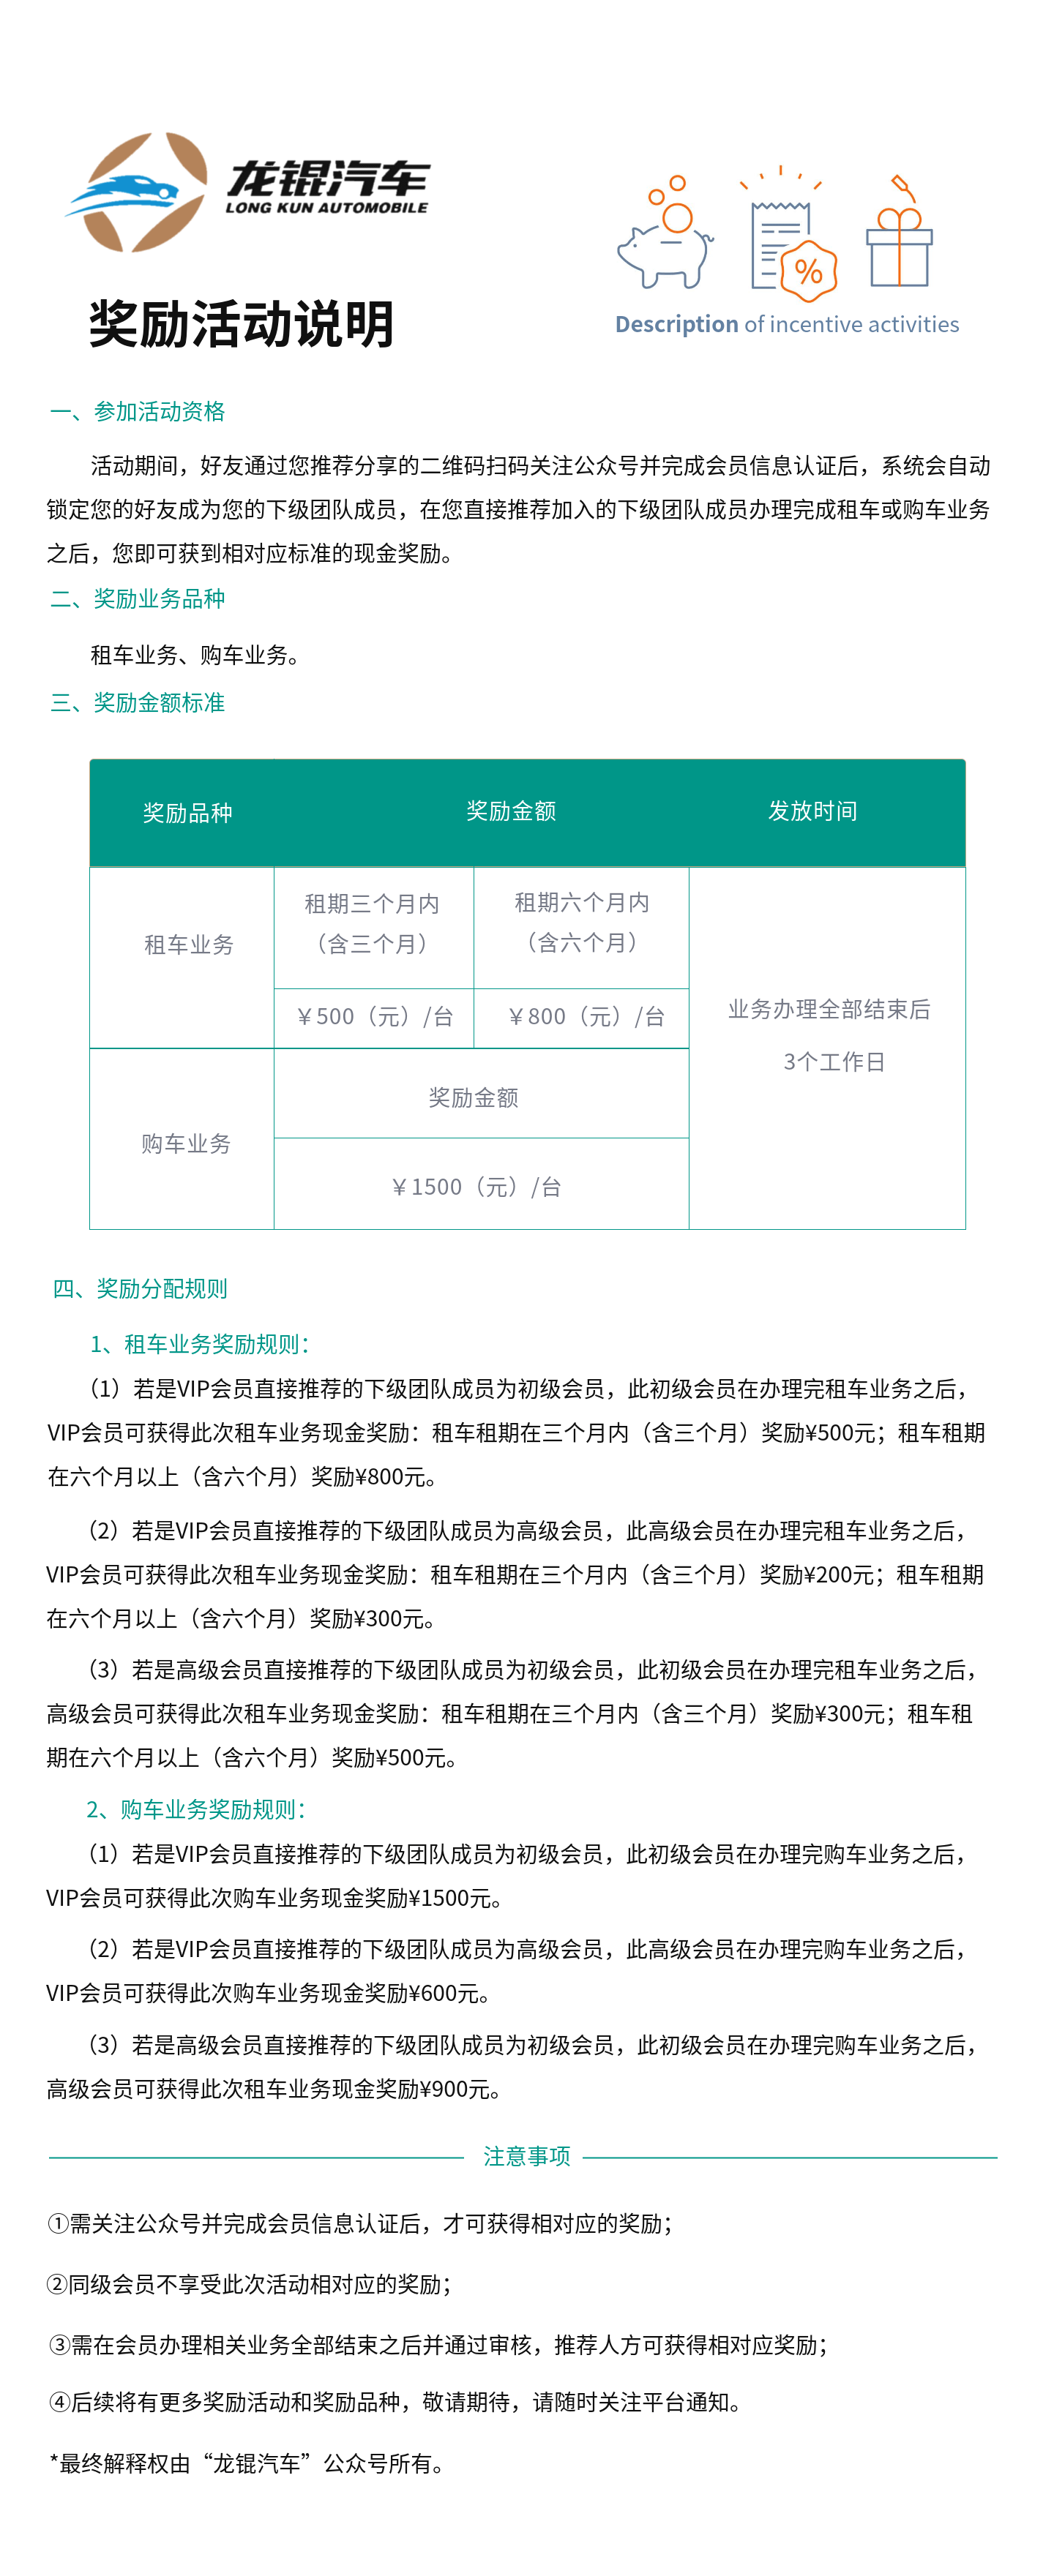 龙锟汽车
LONG KUN AUTOMOBILE
%
奖励活动说明
Description of incentive activities
一、参加活动资格
活动期间，好友通过您推荐分享的二维码扫码关注公众号并完成会员信息认证后，系统会自动
锁定您的好友成为您的下级团队成员，在您直接推荐加入的下级团队成员办理完成租车或购车业务
之后，您即可获到相对应标准的现金奖励。
二、奖励业务品种
租车业务、购车业务。
三、奖励金额标准
奖励品种 奖励金额 发放时间
租车业务
租期三个月内
（含三个月）
租期六个月内
（含六个月）
￥500（元）/台 ￥800（元）/台
业务办理全部结束后
3个工作日
购车业务
奖励金额
￥1500（元）/台
四、奖励分配规则
1、租车业务奖励规则：
（1）若是VIP会员直接推荐的下级团队成员为初级会员，此初级会员在办理完租车业务之后，
VIP会员可获得此次租车业务现金奖励：租车租期在三个月内（含三个月）奖励¥500元；租车租期
在六个月以上（含六个月）奖励¥800元。
（2）若是VIP会员直接推荐的下级团队成员为高级会员，此高级会员在办理完租车业务之后，
VIP会员可获得此次租车业务现金奖励：租车租期在三个月内（含三个月）奖励¥200元；租车租期
在六个月以上（含六个月）奖励¥300元。
（3）若是高级会员直接推荐的下级团队成员为初级会员，此初级会员在办理完租车业务之后，
高级会员可获得此次租车业务现金奖励：租车租期在三个月内（含三个月）奖励¥300元；租车租
期在六个月以上（含六个月）奖励¥500元。
2、购车业务奖励规则：
（1）若是VIP会员直接推荐的下级团队成员为初级会员，此初级会员在办理完购车业务之后，
VIP会员可获得此次购车业务现金奖励¥1500元。
（2）若是VIP会员直接推荐的下级团队成员为高级会员，此高级会员在办理完购车业务之后，
VIP会员可获得此次购车业务现金奖励¥600元。
（3）若是高级会员直接推荐的下级团队成员为初级会员，此初级会员在办理完购车业务之后，
高级会员可获得此次租车业务现金奖励¥900元。
注意事项
①需关注公众号并完成会员信息认证后，才可获得相对应的奖励；
②同级会员不享受此次活动相对应的奖励；
③需在会员办理相关业务全部结束之后并通过审核，推荐人方可获得相对应奖励；
④后续将有更多奖励活动和奖励品种，敬请期待，请随时关注平台通知。
*最终解释权由“龙锟汽车”公众号所有。